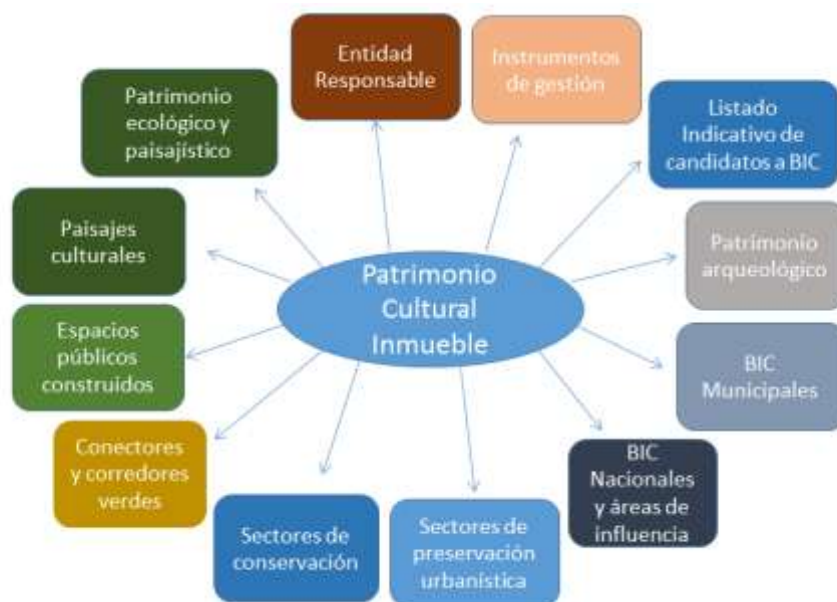 Entidad
Responsable
Instrumentos
de gestión
Listado
Indicativo de
candidatos a BIC
Patrimonio
arqueológico
BIC
Municipales
BIC
Nacionales
y áreas de
influencia
Sectores de
preservación
urbanística
Sectores de
conservación
Conectores
y corredores
verdes
Espacios
públicos
construidos
Paisajes
culturales
Patrimonio
ecológico y
paisajístico
Patrimonio
Cultural
Inmueble